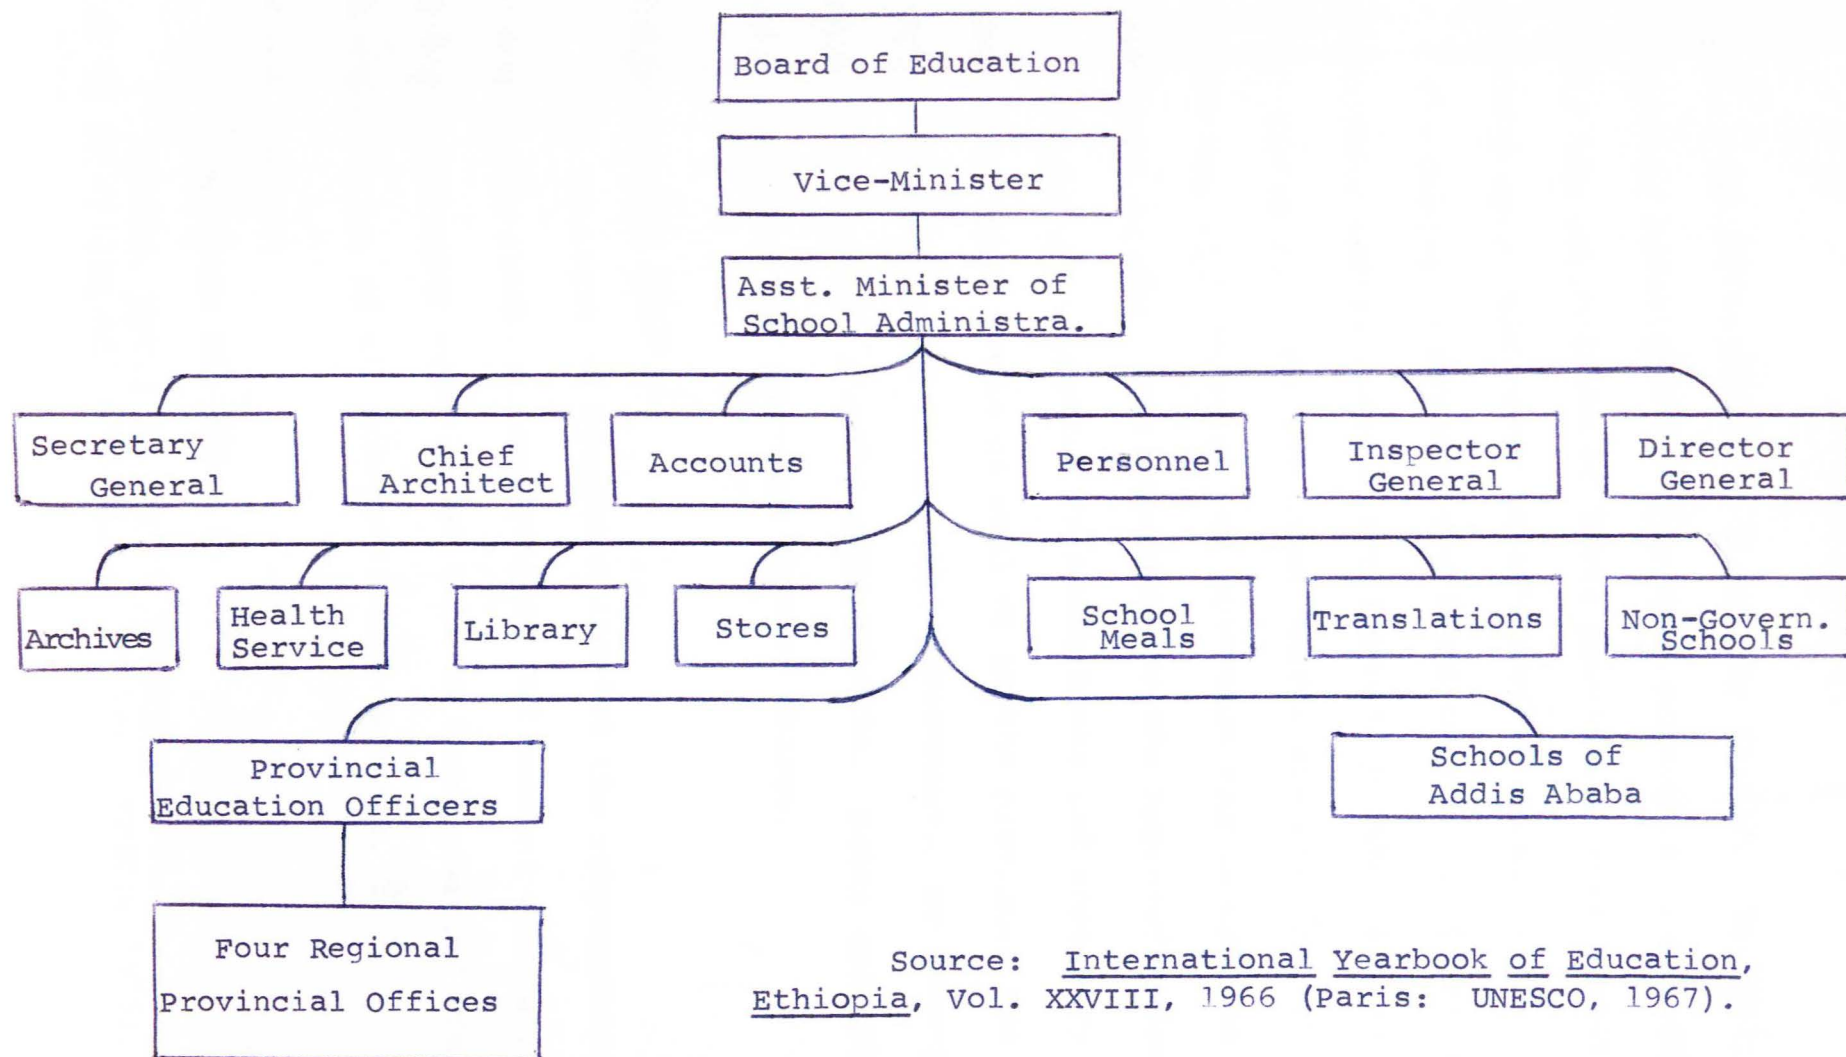 Board of Education
Vice-Minister
Asst. Minister of
School Administra.
Secretary
General
Chief
Architect
Accounts
Personnel
Inspector
General
Director
General
Archives
Health
Service
Library
Stores
School
Meals
Translations
Non-Govern.
Schools
Provincial
Education Officers
Schools of
Addis Ababa
Four Regional
Provincial Offices
Source: International Yearbook of Education,
Ethiopia, Vol. XXVIII, 1966 (Paris: UNESCO, 1967).